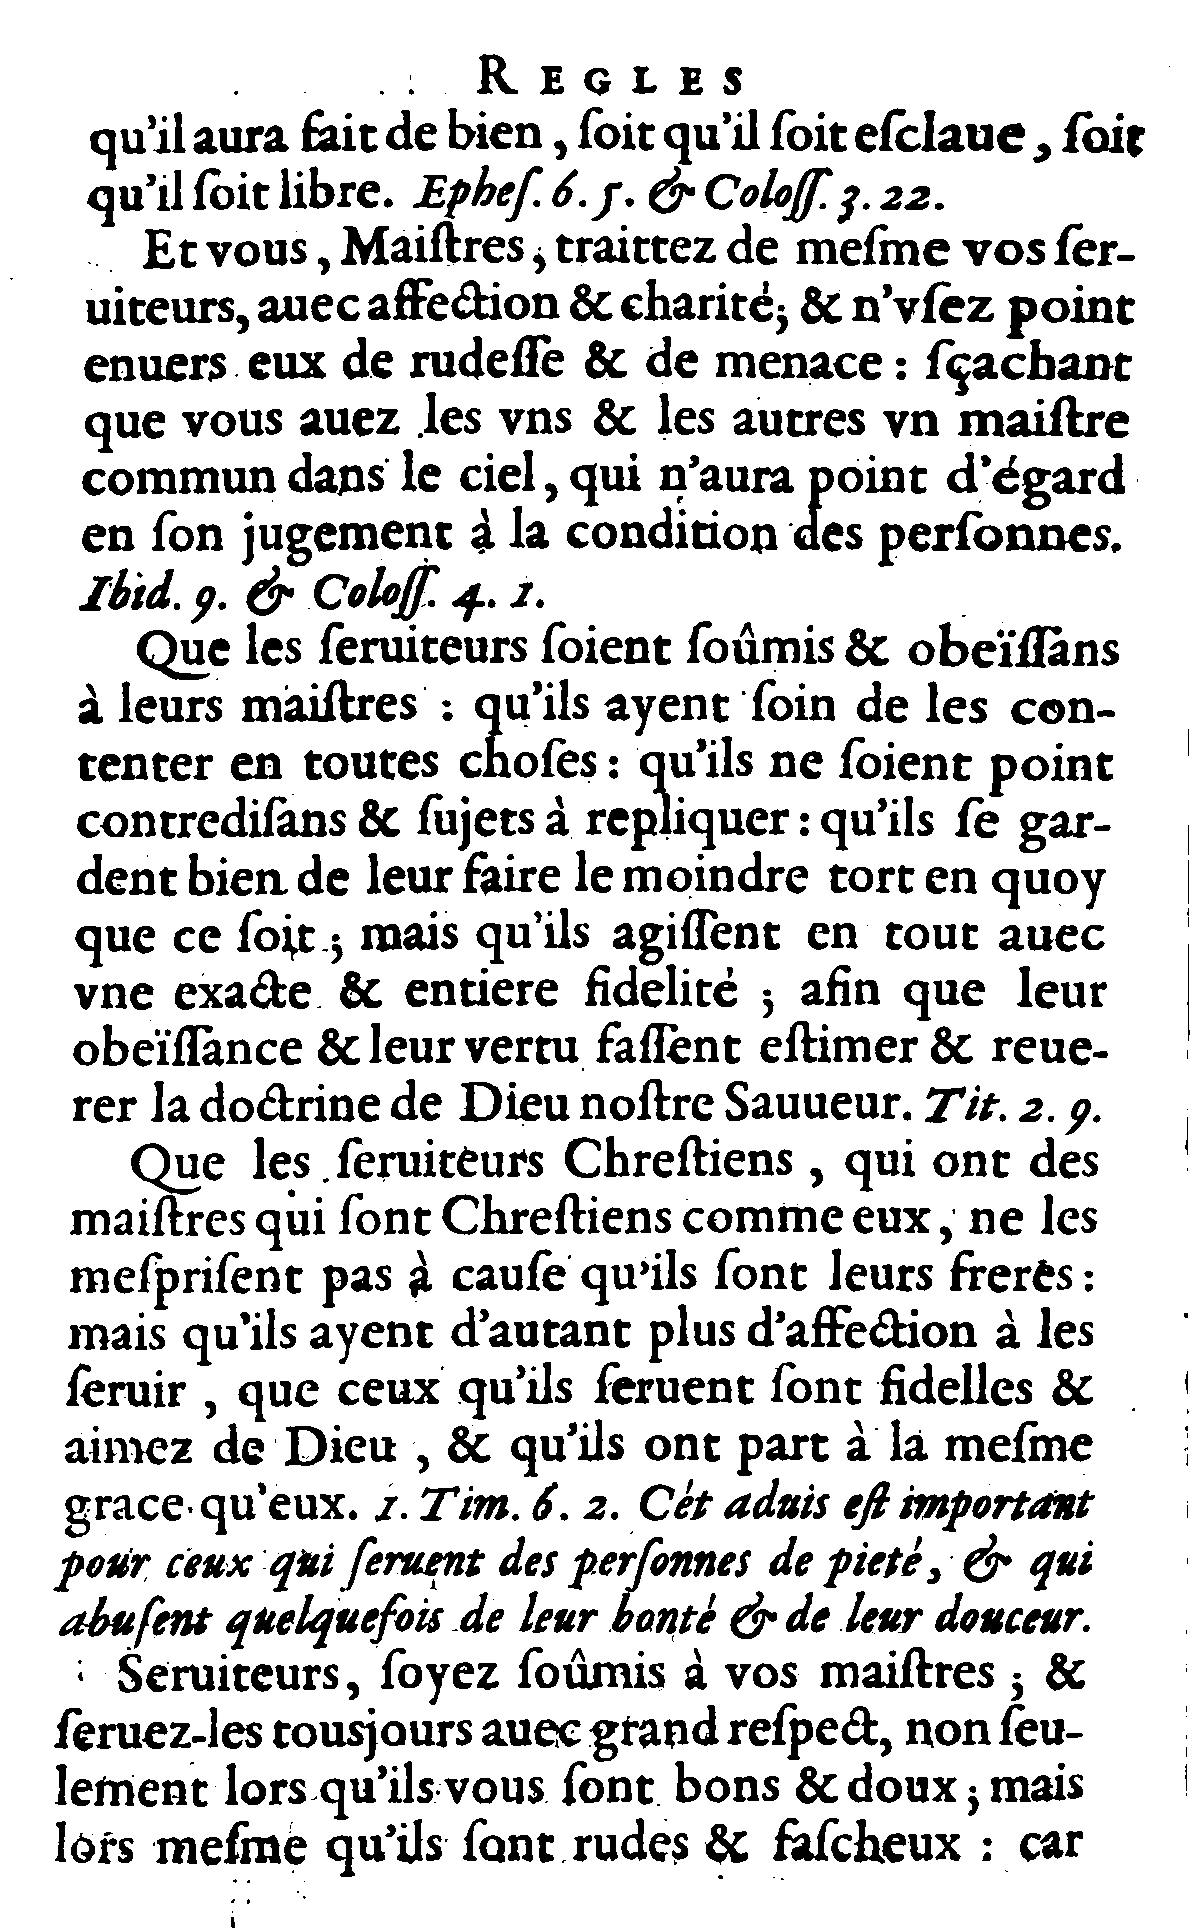 REGLES
qu'il aura fait de bien, ſoit qu'il ſoit eſclaue, ſoit
qu'il ſoit libre. Epheſ. 6. 5. & Coloſſ. 3. 22.
Et vous, Maiſtres, traittez de meſme vos ſer-
uiteurs, auec affection & charité; & n'vſez point
enuers eux de rudeſſe & de menace : ſçachant
que vous auez les vns & les autres vn maiſtre
commun dans le ciel, qui n'aura point d'égard
en ſon jugement à la condition des perſonnes.
Ibid. 9. & Coloſſ. 4. 1.
Que les ſeruiteurs ſoient ſoûmis & obeïſſans
à leurs maiſtres : qu'ils ayent ſoin de les con-
tenter en toutes choſes : qu'ils ne ſoient point
contrediſans & ſujets à repliquer : qu'ils ſe gar-
dent bien de leur faire le moindre tort en quoy
que ce ſoit ; mais qu'ils agiſſent en tout auec
vne exacte & entiere fidelité ; afin que leur
obeïſſance & leur vertu faſſent eſtimer & reue-
rer la doctrine de Dieu noſtre Sauueur. Tit. 2. 9.
Que les ſeruiteurs Chreſtiens, qui ont des
maiſtres qui ſont Chreſtiens comme eux, ne les
meſpriſent pas à cauſe qu'ils ſont leurs freres :
mais qu'ils ayent d'autant plus d'affection à les
ſeruir, que ceux qu'ils ſeruent ſont fidelles &
aimez de Dieu, & qu'ils ont part à la meſme
grace qu'eux. 1. Tim. 6. 2. Cét aduis eſt important
pour ceux qui ſeruent des perſonnes de pieté, & qui
abuſent quelquefois de leur bonté & de leur douceur.
Seruiteurs, ſoyez ſoûmis à vos maiſtres ; &
ſeruez-les tousjours auec grand reſpect, non ſeu-
lement lors qu'ils vous ſont bons & doux ; mais
lors meſme qu'ils ſont rudes & faſcheux : car